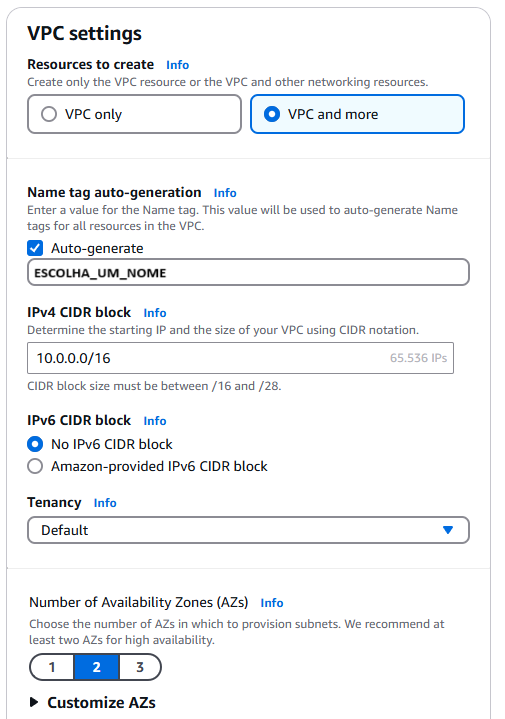 VPC settings
Resources to create Info
Create only the VPC resource or the VPC and other networking resources.
VPC only
VPC and more
Name tag auto-generation Info
Enter a value for the Name tag. This value will be used to auto-generate Name
tags for all resources in the VPC.
Auto-generate
ESCOLHA_UM_NOME
IPv4 CIDR block Info
Determine the starting IP and the size of your VPC using CIDR notation.
10.0.0.0/16 65.536 IPs
CIDR block size must be between /16 and /28.
IPv6 CIDR block Info
No IPv6 CIDR block
Amazon-provided IPv6 CIDR block
Tenancy Info
Default
Number of Availability Zones (AZs) Info
Choose the number of AZs in which to provision subnets. We recommend at
least two AZs for high availability.
1 2 3
Customize AZs